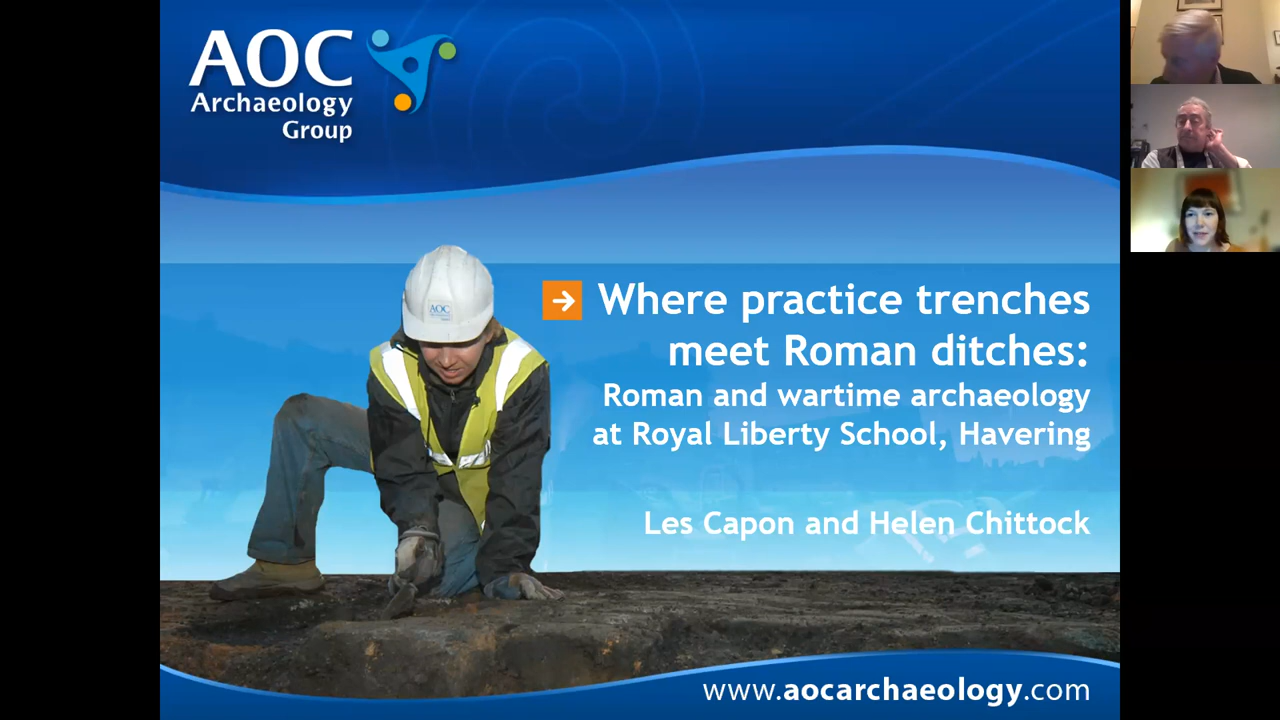 AOC
Archaeology
Group
AOC
Where practice trenches
meet Roman ditches:
Roman and wartime archaeology
at Royal Liberty School, Havering
Les Capon and Helen Chittock
www.aocarchaeology.com